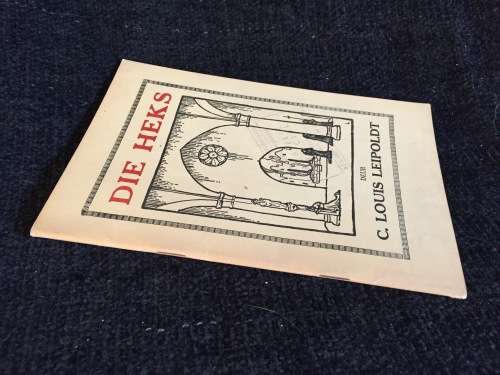 DIE HEKS
DEUR
C. LOUIS LEIPOLDT